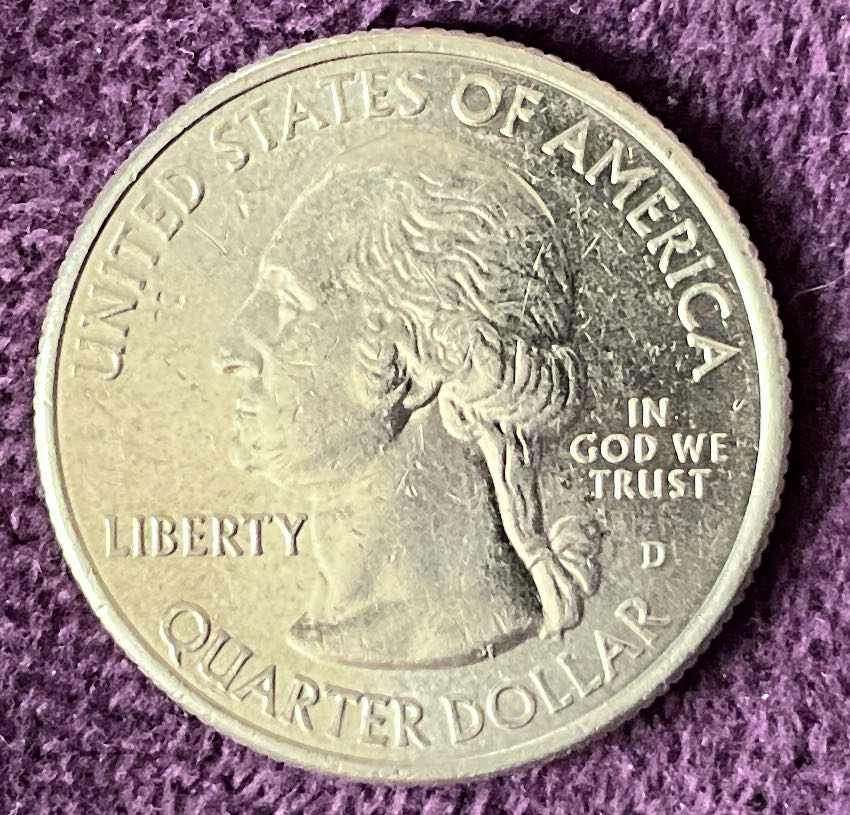 UNITED STATES OF AMERICA
LIBERTY
IN
GOD WE
TRUST
D
QUARTER DOLLAR